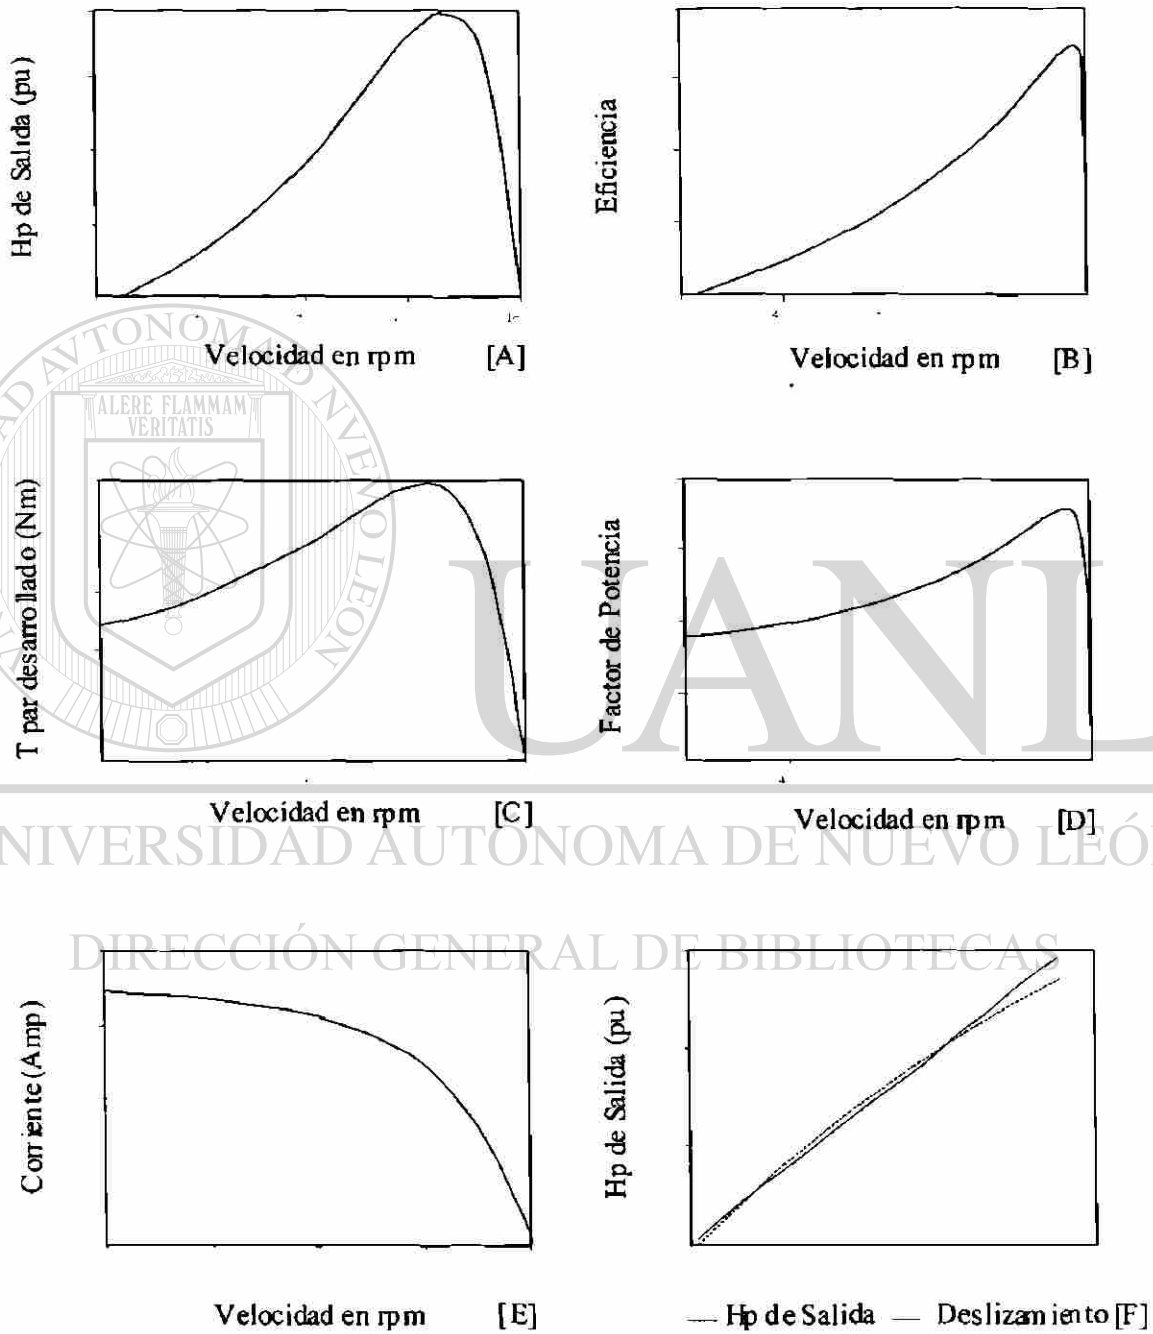 Hp de Salida (pu)
Velocidad en rpm [A]
Eficiencia
Velocidad en rpm [B]
ALERE FLAMMAM
VERITATIS
T par desarrollado (Nm)
Velocidad en rpm [C]
Factor de Potencia
Velocidad en rpm [D]
UANL
UNIVERSIDAD AUTÓNOMA DE NUEVO LEÓN
DIRECCIÓN GENERAL DE BIBLIOTECAS
Corriente (Amp)
Velocidad en rpm [E]
Hp de Salida (pu)
Hp de Salida Deslizamiento [F]